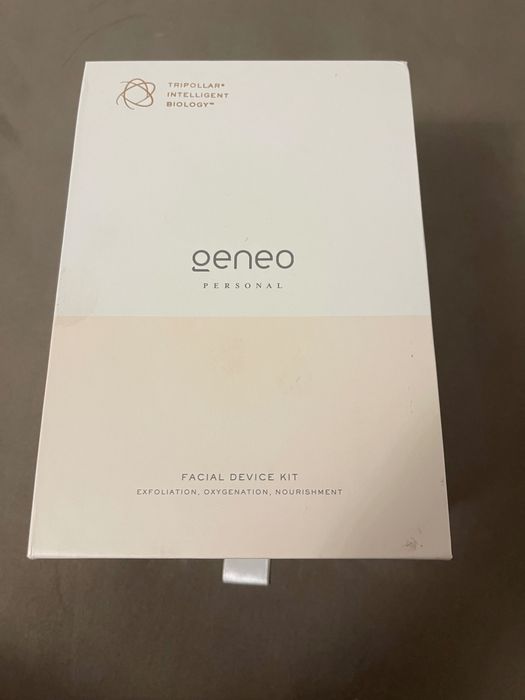 TRIPOLLAR®
INTELLIGENT
BIOLOGY™
geneo
PERSONAL
FACIAL DEVICE KIT
EXFOLIATION, OXYGENATION, NOURISHMENT